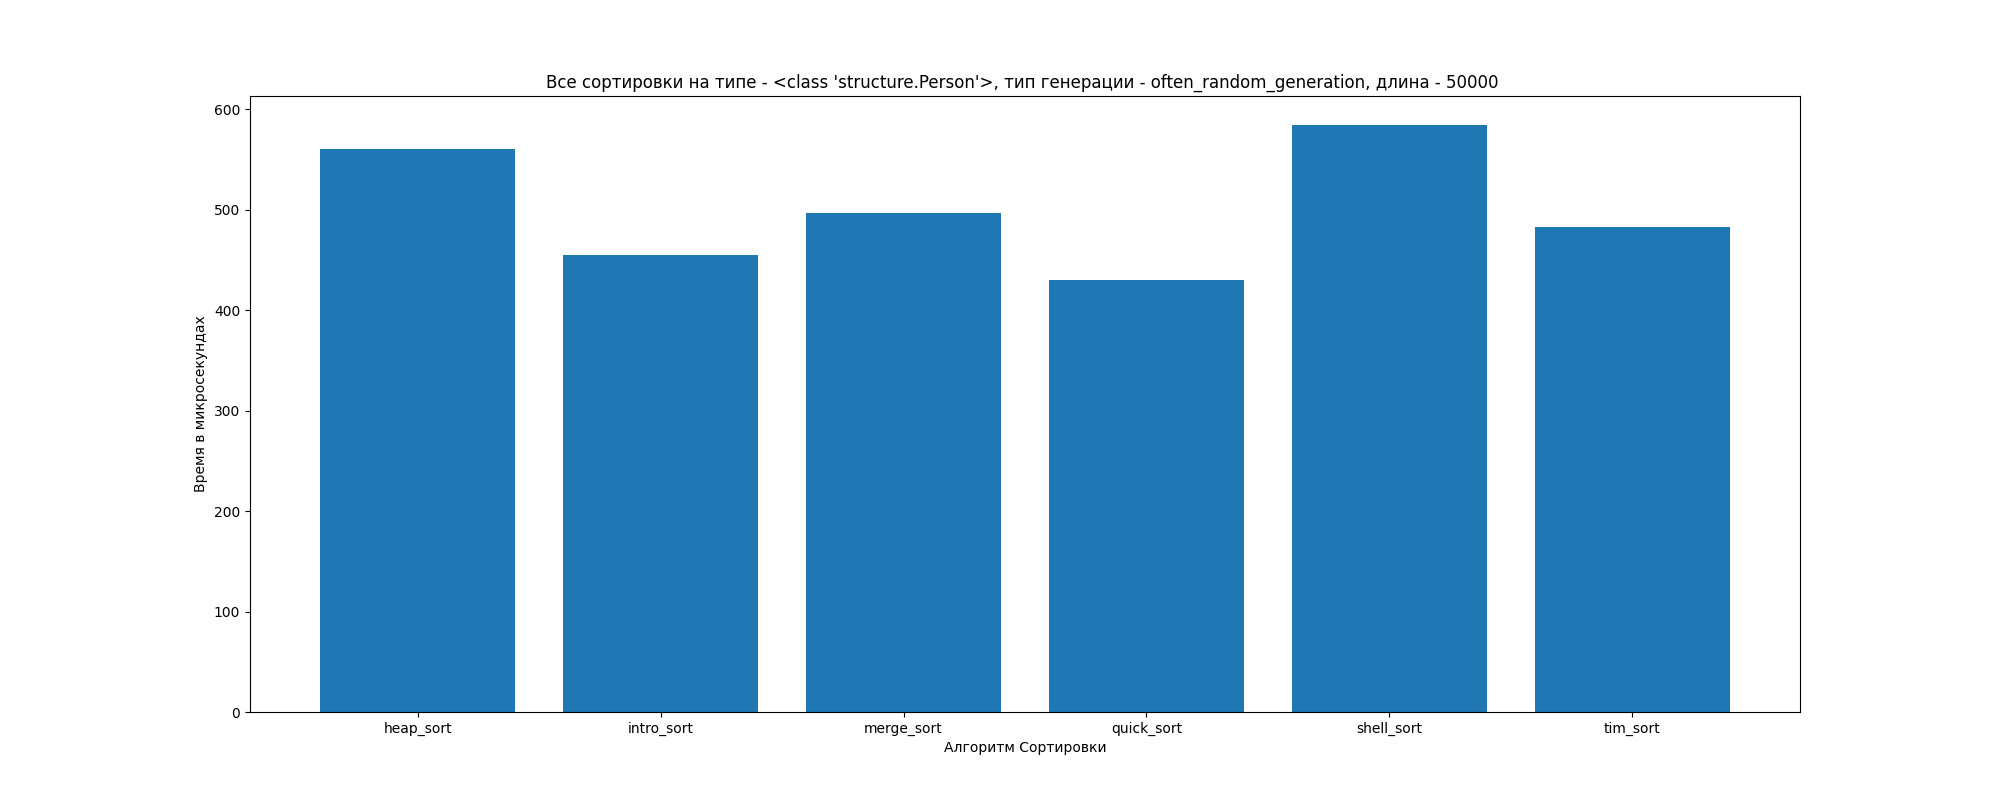 Все сортировки на типе - <class 'structure.Person'>, тип генерации - often_random_generation, длина - 50000
600
500
400
300
200
100
0
Время в микросекундах
heap_sort
intro_sort
merge_sort
quick_sort
shell_sort
tim_sort
Алгоритм Сортировки